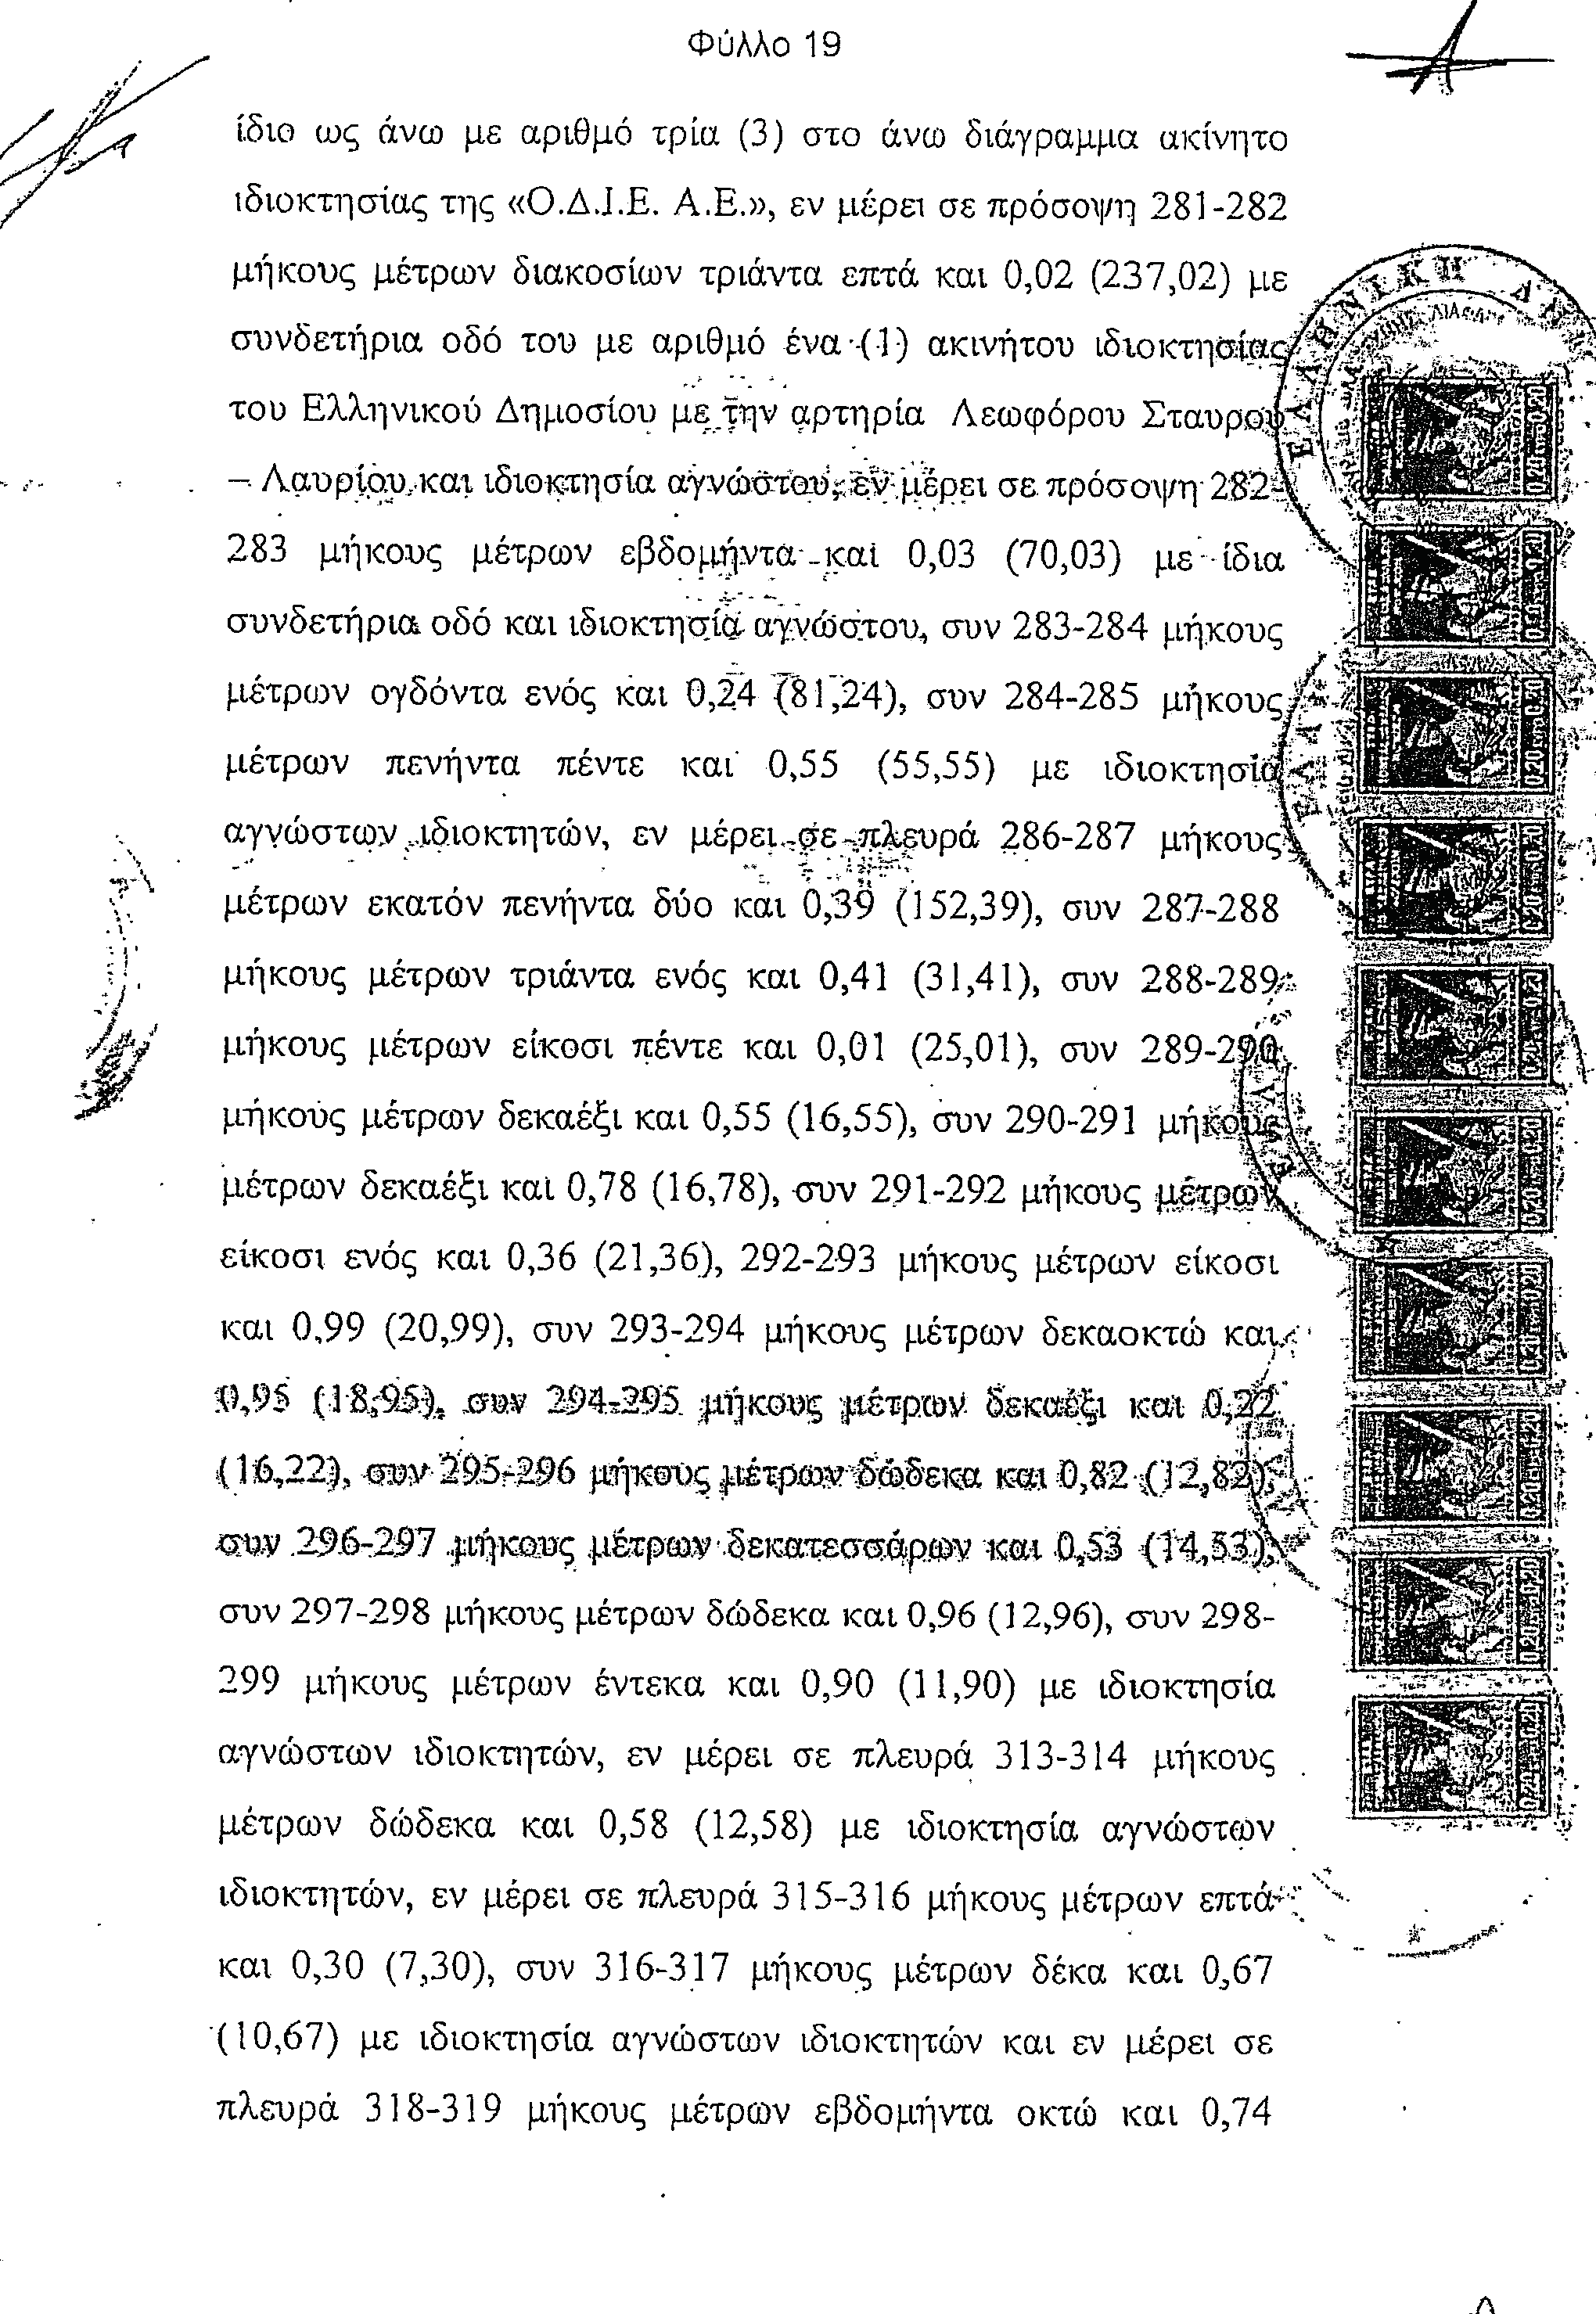 Φύλλο 19
ίδιο ως άνω με αριθμό τρία (3) στο άνω διάγραμμα ακίνητο
ιδιοκτησίας της «Ο.Δ.Ι.Ε. Α.Ε.», εν μέρει σε πρόσοψη 281-282
μήκους μέτρων διακοσίων τριάντα επτά και 0,02 (237,02) με
συνδετήρια οδό του με αριθμό ένα (1) ακινήτου ιδιοκτησίας
του Ελληνικού Δημοσίου με την αρτηρία Λεωφόρου Σταυρού
– Λαυρίου και ιδιοκτησία αγνώστου, εν μέρει σε πρόσοψη 282-
283 μήκους μέτρων εβδομήντα και 0,03 (70,03) με ίδια
συνδετήρια οδό και ιδιοκτησία αγνώστου, συν 283-284 μήκους
μέτρων ογδόντα ενός και 0,24 (81,24), συν 284-285 μήκους
μέτρων πενήντα πέντε και 0,55 (55,55) με ιδιοκτησία
αγνώστων ιδιοκτητών, εν μέρει σε πλευρά 286-287 μήκους
μέτρων εκατόν πενήντα δύο και 0,39 (152,39), συν 287-288
μήκους μέτρων τριάντα ενός και 0,41 (31,41), συν 288-289
μήκους μέτρων είκοσι πέντε και 0,01 (25,01), συν 289-290
μήκους μέτρων δεκαέξι και 0,55 (16,55), συν 290-291 μήκους
μέτρων δεκαέξι και 0,78 (16,78), συν 291-292 μήκους μέτρων
είκοσι ενός και 0,36 (21,36), 292-293 μήκους μέτρων είκοσι
και 0,99 (20,99), συν 293-294 μήκους μέτρων δεκαοκτώ και
0,95 (18,95), συν 294-295 μήκους μέτρων δεκαέξι και 0,22
(16,22), συν 295-296 μήκους μέτρων δώδεκα και 0,82 (12,82),
συν 296-297 μήκους μέτρων δεκατεσσάρων και 0,53 (14,53),
συν 297-298 μήκους μέτρων δώδεκα και 0,96 (12,96), συν 298-
299 μήκους μέτρων έντεκα και 0,90 (11,90) με ιδιοκτησία
αγνώστων ιδιοκτητών, εν μέρει σε πλευρά 313-314 μήκους
μέτρων δώδεκα και 0,58 (12,58) με ιδιοκτησία αγνώστων
ιδιοκτητών, εν μέρει σε πλευρά 315-316 μήκους μέτρων επτά
και 0,30 (7,30), συν 316-317 μήκους μέτρων δέκα και 0,67
(10,67) με ιδιοκτησία αγνώστων ιδιοκτητών και εν μέρει σε
πλευρά 318-319 μήκους μέτρων εβδομήντα οκτώ και 0,74